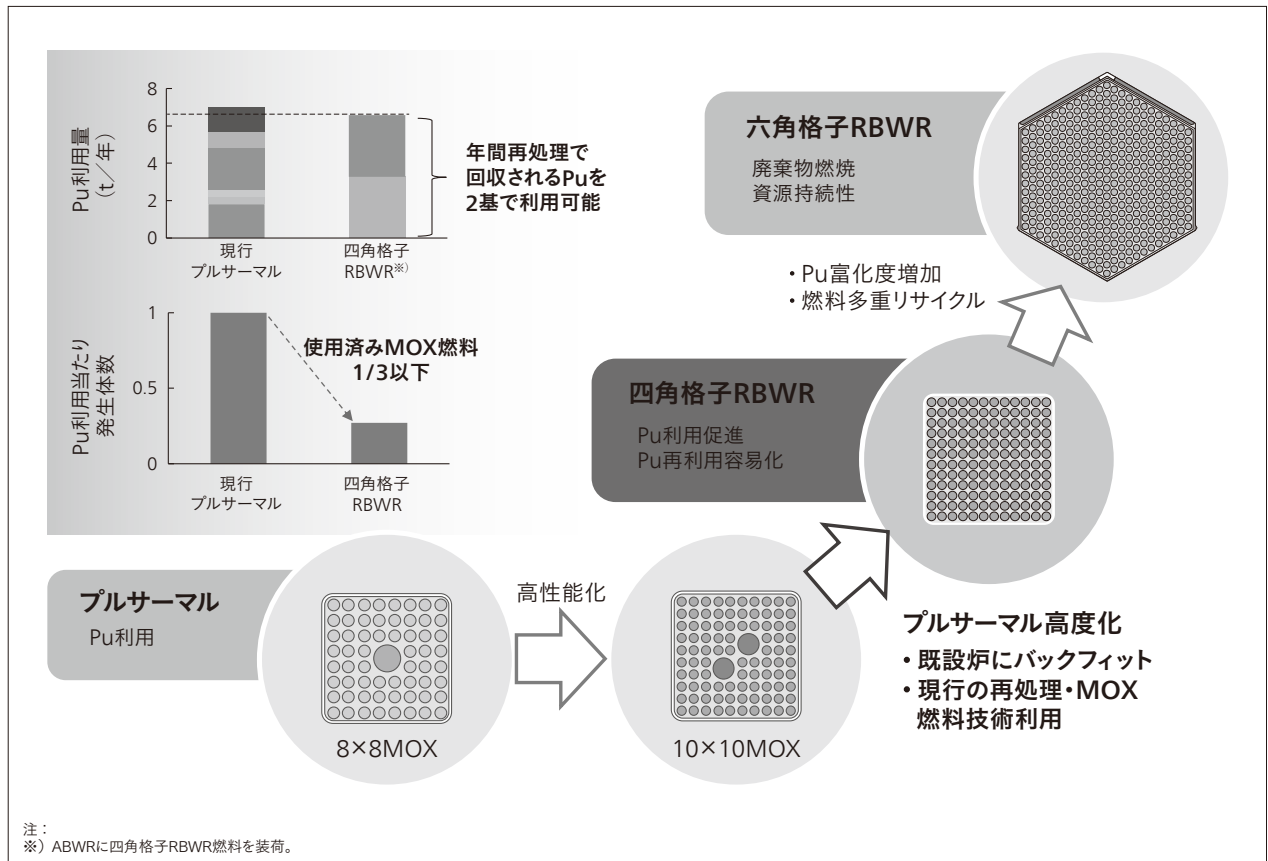 8
6
4
2
0
Pu利用量
(t/年)
現行
プルサーマル
四角格子
RBWR※)
年間再処理で
回収されるPuを
2基で利用可能
1
0.5
0
Pu利用当たり
発生体数
使用済みMOX燃料
1/3以下
現行
プルサーマル
四角格子
RBWR
六角格子RBWR
廃棄物燃焼
資源持続性
・Pu富化度増加
・燃料多重リサイクル
四角格子RBWR
Pu利用促進
Pu再利用容易化
プルサーマル
Pu利用
8×8MOX
高性能化
10×10MOX
プルサーマル高度化
・既設炉にバックフィット
・現行の再処理・MOX
燃料技術利用
注：
※）ABWRに四角格子RBWR燃料を装荷。